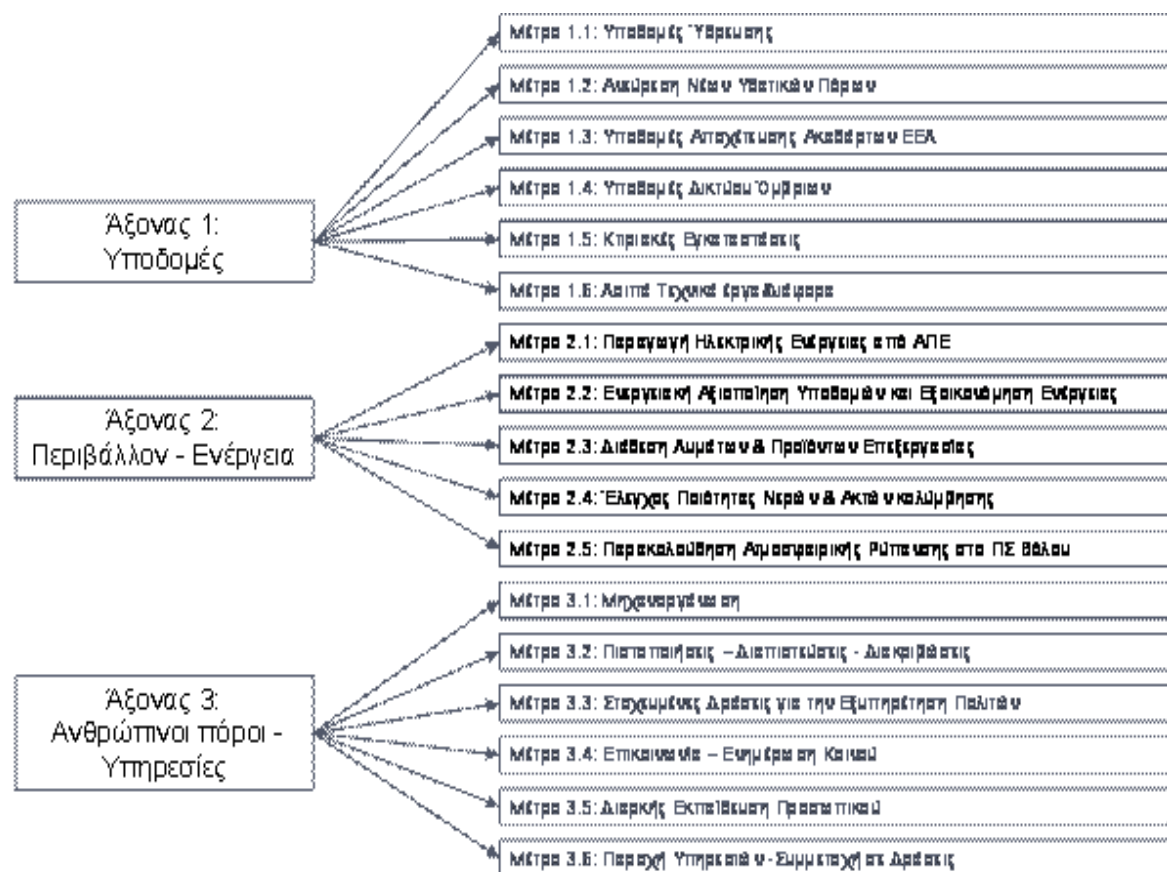 Μέτρο 1.1: Υποδομές Ύδρευσης
Μέτρο 1.2: Ανεύρεση Νέων Υδατικών Πόρων
Μέτρο 1.3: Υποδομές Αποχέτευσης Ακαθάρτων ΕΕΛ
Μέτρο 1.4: Υποδομές Δικτύου Όμβριων
Άξονας 1:
Υποδομές
Μέτρο 1.5: Κτιριακές Εγκαταστάσεις
Μέτρο 1.6: Λοιπά Τεχνικά έργα Διάφορα
Μέτρο 2.1: Παραγωγή Ηλεκτρικής Ενέργειας από ΑΠΕ
Μέτρο 2.2: Ενεργειακή Αξιοποίηση Υποδομών και Εξοικονόμηση Ενέργειας
Άξονας 2:
Περιβάλλον - Ενέργεια
Μέτρο 2.3: Διάθεση Λυμάτων & Προϊόντων Επεξεργασίας
Μέτρο 2.4: Έλεγχος Ποιότητας Νερών & Ακτών κολύμβησης
Μέτρο 2.5: Παρακολούθηση Ατμοσφαιρικής Ρύπανσης στο ΠΣ Βόλου
Μέτρο 3.1: Μηχανοργάνωση
Μέτρο 3.2: Πιστοποιήσεις – Διαπιστεύσεις - Διακριβώσεις
Μέτρο 3.3: Στοχευμένες Δράσεις για την Εξυπηρέτηση Πολιτών
Άξονας 3:
Ανθρώπινοι πόροι -
Υπηρεσίες
Μέτρο 3.4: Επικοινωνία – Ενημέρωση Κοινού
Μέτρο 3.5: Διαρκής Εκπαίδευση Προσωπικού
Μέτρο 3.6: Παροχή Υπηρεσιών - Συμμετοχή σε Δράσεις